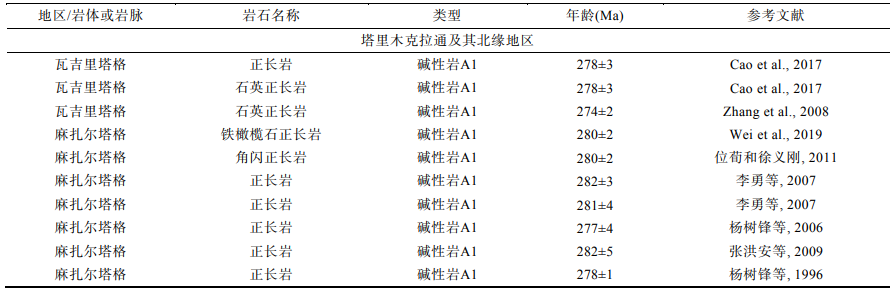 地区/岩体或岩脉 岩石名称 类型 年龄(Ma) 参考文献
塔里木克拉通及其北缘地区
瓦吉里塔格 正长岩 碱性岩A1 278±3 Cao et al., 2017
瓦吉里塔格 石英正长岩 碱性岩A1 278±3 Cao et al., 2017
瓦吉里塔格 石英正长岩 碱性岩A1 274±2 Zhang et al., 2008
麻扎尔塔格 铁橄榄石正长岩 碱性岩A1 280±2 Wei et al., 2019
麻扎尔塔格 角闪正长岩 碱性岩A1 280±2 位荀和徐义刚, 2011
麻扎尔塔格 正长岩 碱性岩A1 282±3 李勇等, 2007
麻扎尔塔格 正长岩 碱性岩A1 281±4 李勇等, 2007
麻扎尔塔格 正长岩 碱性岩A1 277±4 杨树锋等, 2006
麻扎尔塔格 正长岩 碱性岩A1 282±5 张洪安等, 2009
麻扎尔塔格 正长岩 碱性岩A1 278±1 杨树锋等, 1996